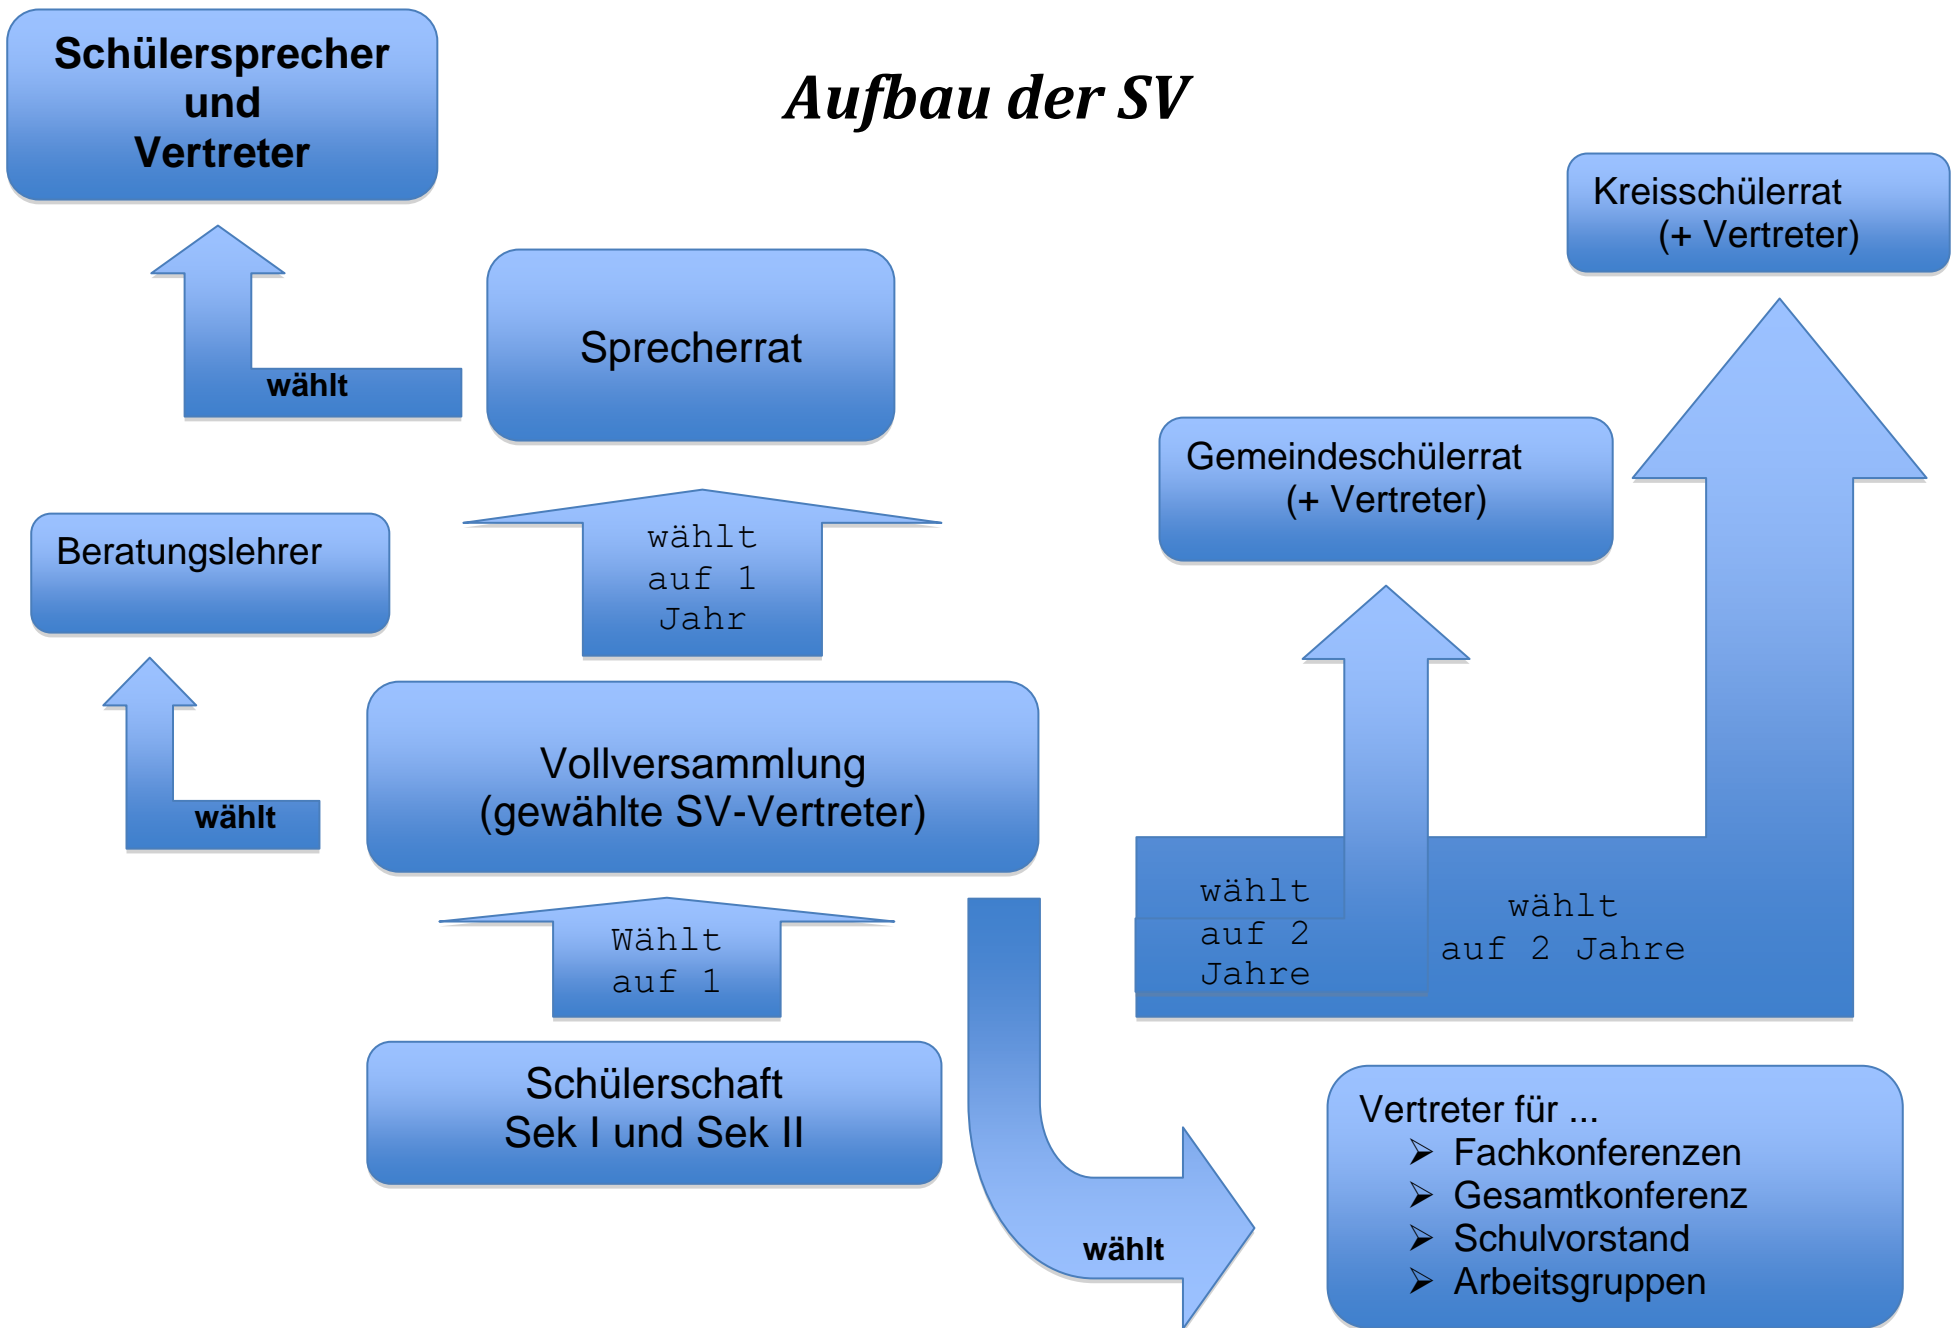 Aufbau der SV
Schülersprecher
und
Vertreter
Kreisschülerrat
(+ Vertreter)
Sprecherrat
wählt
Gemeindeschülerrat
(+ Vertreter)
Beratungslehrer
wählt
auf 1
Jahr
Vollversammlung
(gewählte SV-Vertreter)
wählt
wählt
auf 2
Jahre
wählt
auf 2 Jahre
Wählt
auf 1
Schülerschaft
Sek I und Sek II
wählt
Vertreter für ...
➢ Fachkonferenzen
➢ Gesamtkonferenz
➢ Schulvorstand
➢ Arbeitsgruppen